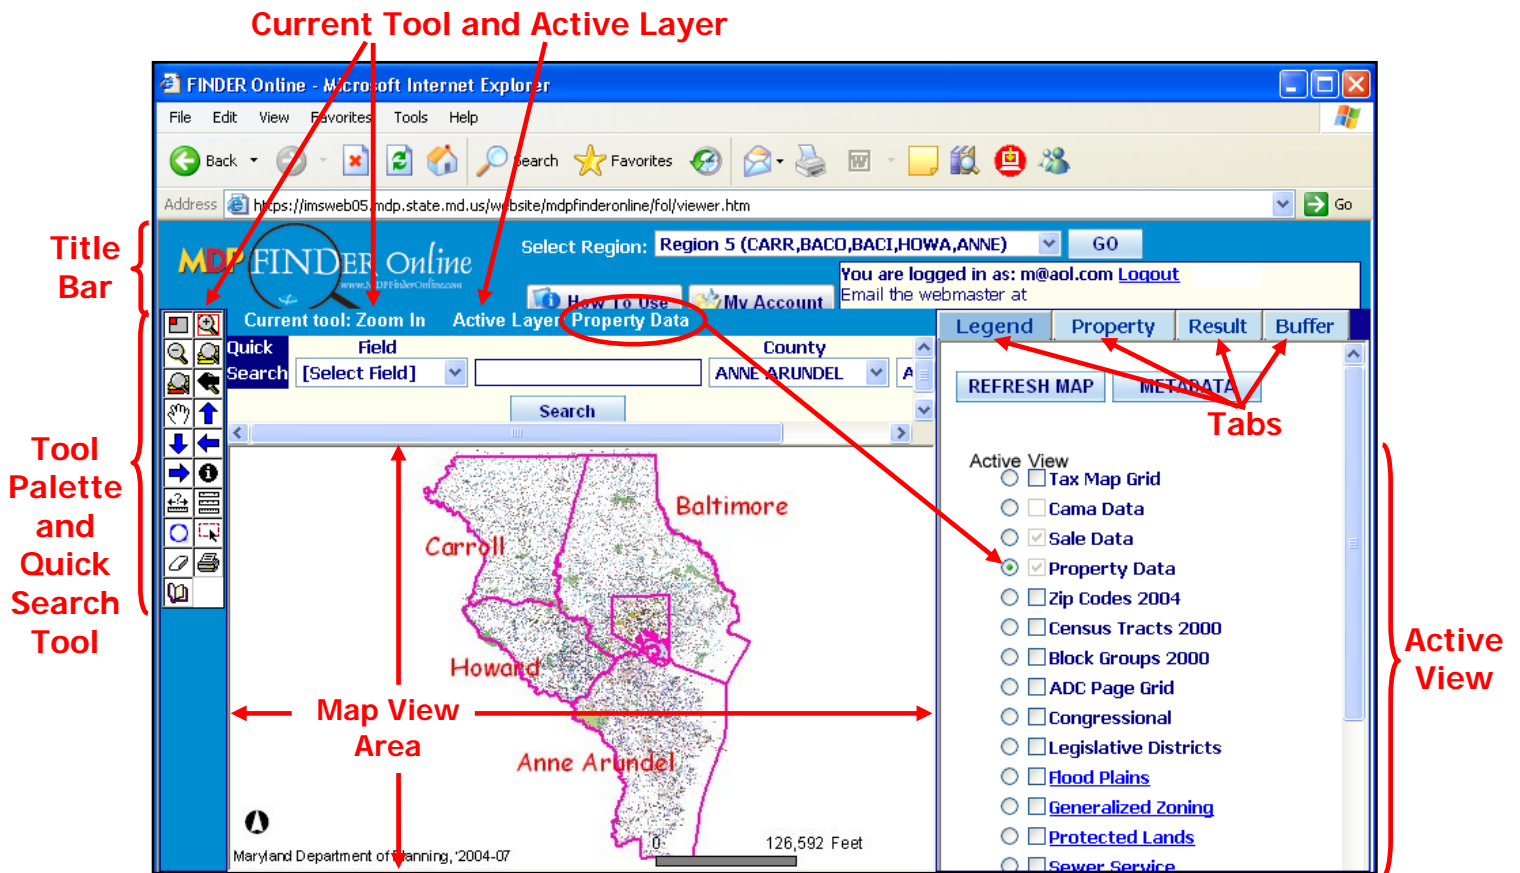 Current Tool and Active Layer
FINDER Online - Microsoft Internet Explorer
File Edit View Favorites Tools Help
Back Search Favorites
Address https://imsweb05.mdp.state.md.us/website/mdpfinderonline/fol/viewer.htm Go
Title
Bar
MDP FINDER Online
www.MDPFinderOnline.com
Select Region: Region 5 (CARR,BACO,BACI,HOWA,ANNE) GO
You are logged in as: m@aol.com Logout
Email the webmaster at
How To Use My Account
Current tool: Zoom In Active Layer Property Data
Legend Property Result Buffer
Quick Field County
Search [Select Field] ANNE ARUNDEL A
Search
REFRESH MAP METADATA
Tabs
Tool
Palette
and
Quick
Search
Tool
Baltimore
Carroll
Howard
Map View
Area
Anne Arundel
0 126,592 Feet
Maryland Department of Planning, '2004-07
Active View
Tax Map Grid
Cama Data
Sale Data
Property Data
Zip Codes 2004
Census Tracts 2000
Block Groups 2000
ADC Page Grid
Congressional
Legislative Districts
Flood Plains
Generalized Zoning
Protected Lands
Sewer Service
Active
View